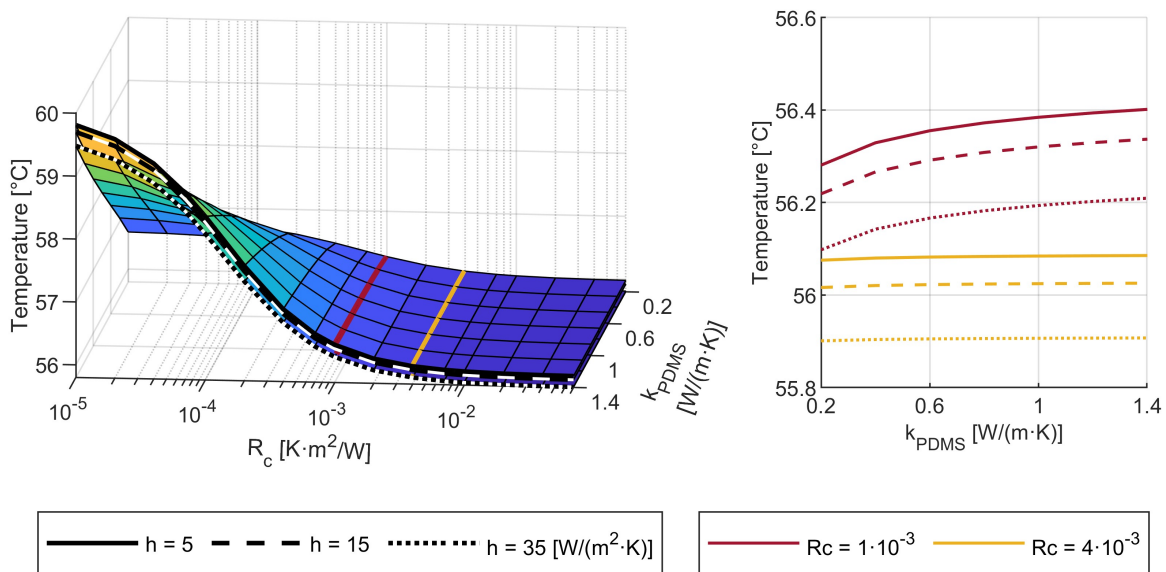 60
59
58
57
56
Temperature [°C]
10⁻⁵
10⁻⁴
10⁻³
10⁻²
R_c [K·m²/W]
0.2
0.6
1
1.4
k_PDMS
[W/(m·K)]
56.6
56.4
56.2
56
55.8
Temperature [°C]
0.2
0.6
1
1.4
k_PDMS [W/(m·K)]
h = 5
h = 15
h = 35 [W/(m²·K)]
Rc = 1·10⁻³
Rc = 4·10⁻³